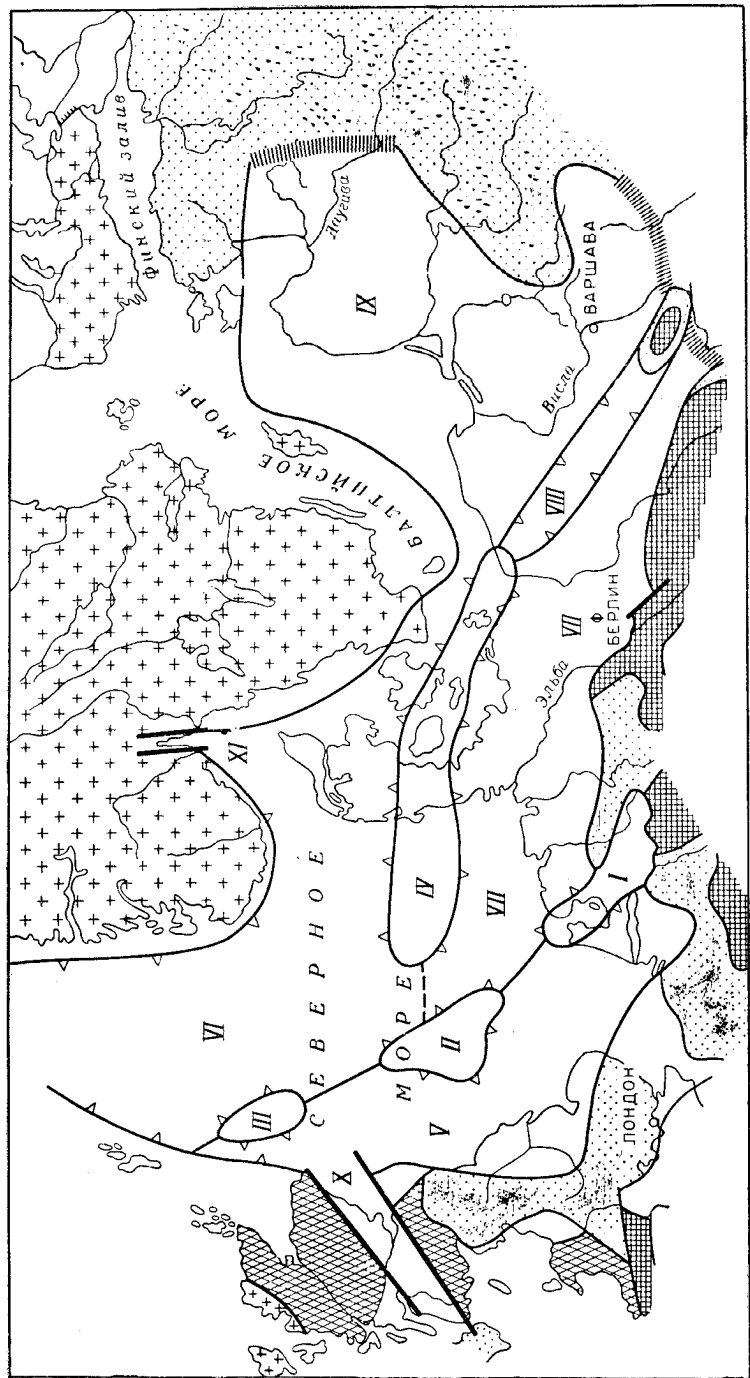 Финский залив
БАЛТИЙСКОЕ МОРЕ
Даугава
IX
ВАРШАВА
Висла
VIII
VII
БЕРЛИН
Эльба
XI
VI
СЕВЕРНОЕ
МОРЕ
IV
VII
III
II
I
V
X
ЛОНДОН